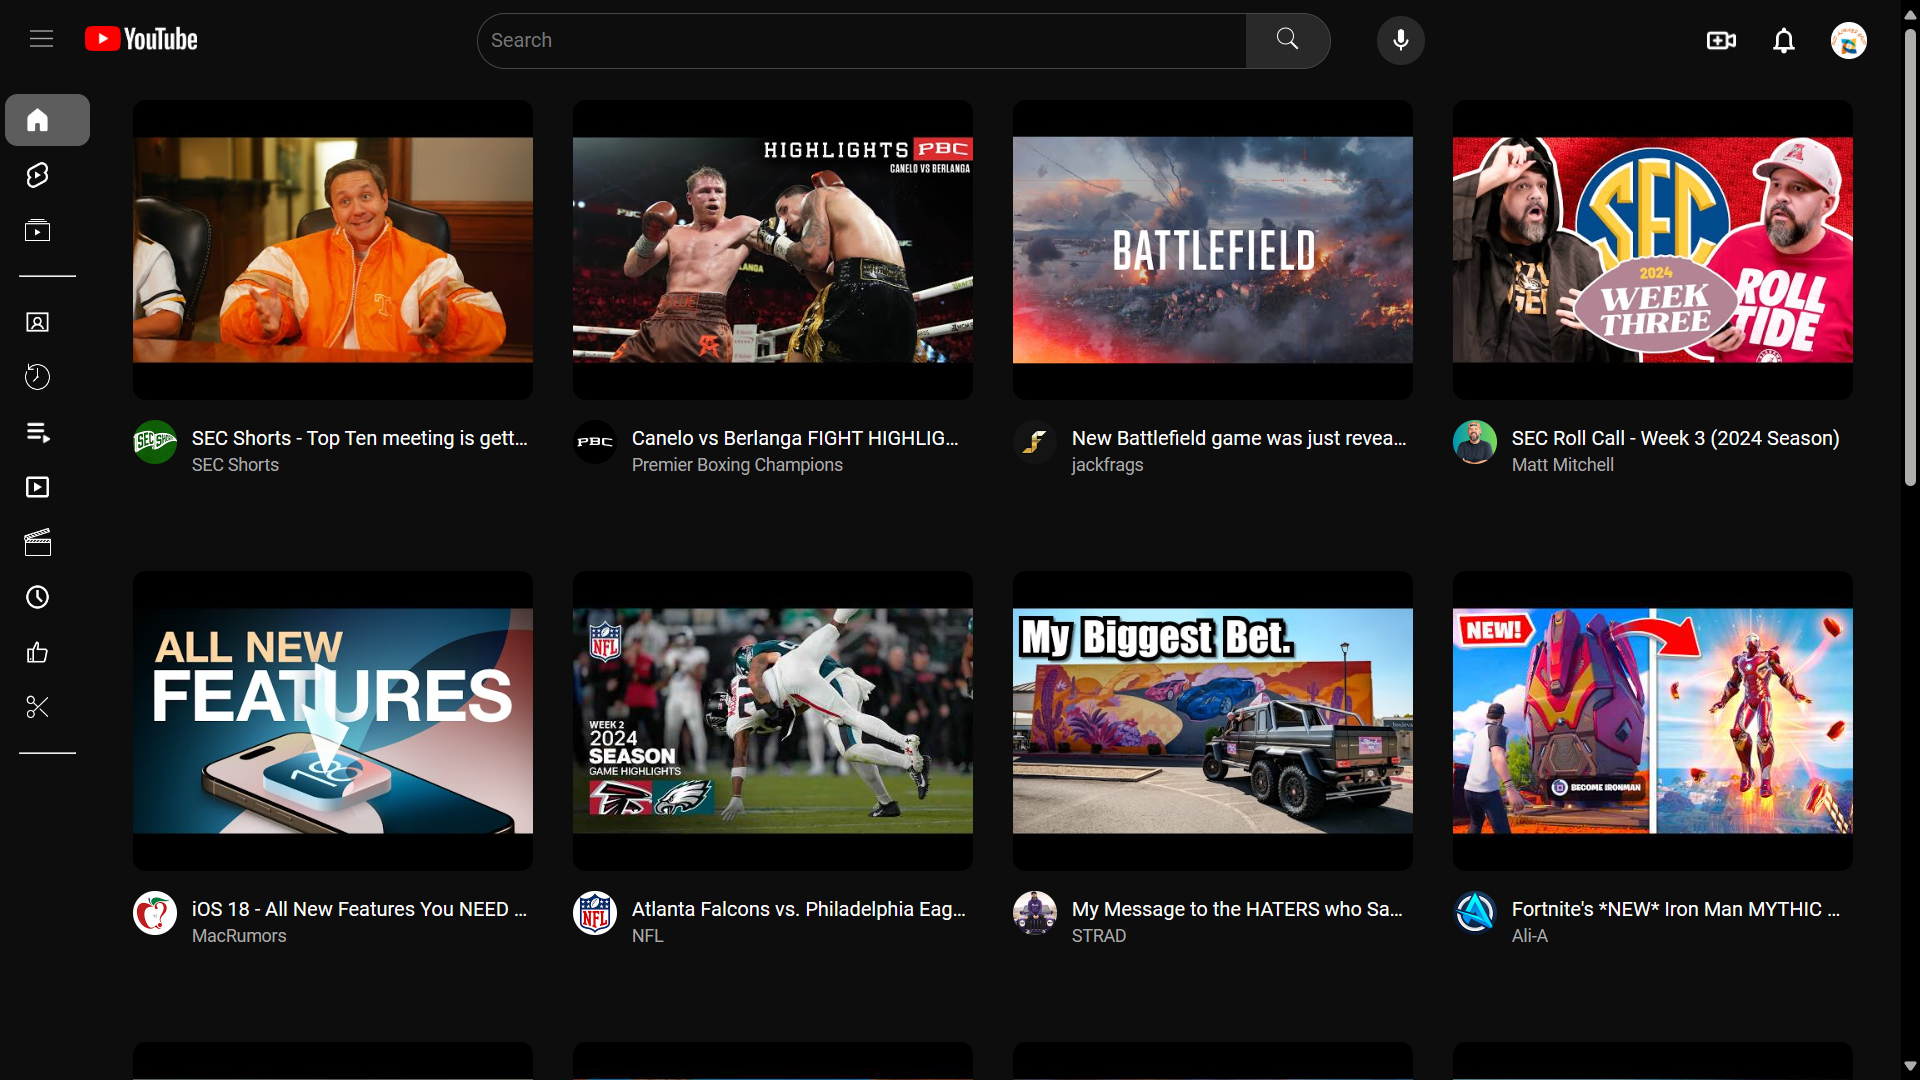 YouTube
Search
HIGHLIGHTS PBC
CANELO VS BERLANGA
BATTLEFIELD
SEC
2024
WEEK
THREE
ROLL
TIDE
SEC Shorts - Top Ten meeting is gett...
SEC Shorts
PBC
Canelo vs Berlanga FIGHT HIGHLIG...
Premier Boxing Champions
New Battlefield game was just revea...
jackfrags
SEC Roll Call - Week 3 (2024 Season)
Matt Mitchell
ALL NEW
FEATURES
18
NFL
WEEK 2
2024
SEASON
GAME HIGHLIGHTS
My Biggest Bet.
NEW!
BECOME IRONMAN
iOS 18 - All New Features You NEED ...
MacRumors
NFL
Atlanta Falcons vs. Philadelphia Eag...
NFL
My Message to the HATERS who Sa...
STRAD
Fortnite's *NEW* Iron Man MYTHIC ...
Ali-A